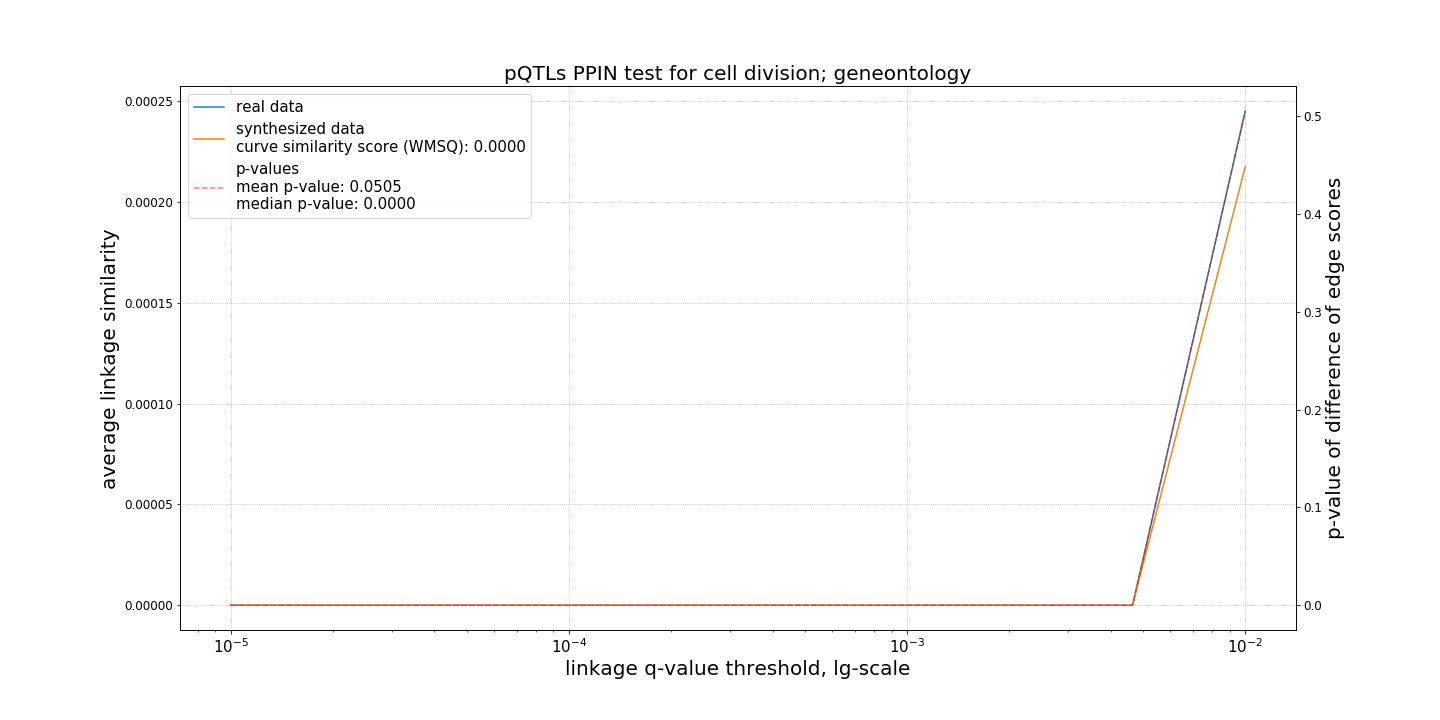 pQTLs PPIN test for cell division; geneontology
real data
synthesized data
curve similarity score (WMSQ): 0.0000
p-values
mean p-value: 0.0505
median p-value: 0.0000
average linkage similarity
0.00025
0.00020
0.00015
0.00010
0.00005
0.00000
0.5
0.4
0.3
0.2
0.1
0.0
p-value of difference of edge scores
10⁻⁵ 10⁻⁴ 10⁻³ 10⁻²
linkage q-value threshold, lg-scale